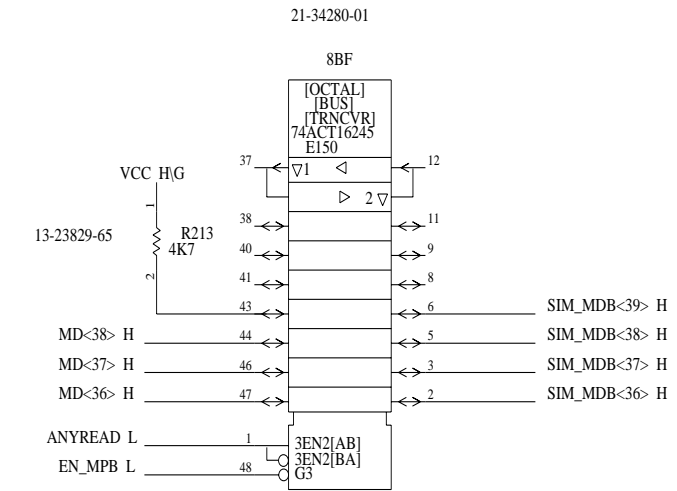 21-34280-01
8BF
[OCTAL]
[BUS]
[TRNCVR]
74ACT16245
E150
37 ▽1 ◁ 12
VCC H\G
▷ 2 ▽
1
38 11
13-23829-65 R213
4K7
40 9
2
41 8
43 6 SIM_MDB<39> H
MD<38> H 44 5 SIM_MDB<38> H
MD<37> H 46 3 SIM_MDB<37> H
MD<36> H 47 2 SIM_MDB<36> H
ANYREAD L 1 3EN2[AB]
3EN2[BA]
EN_MPB L 48 G3